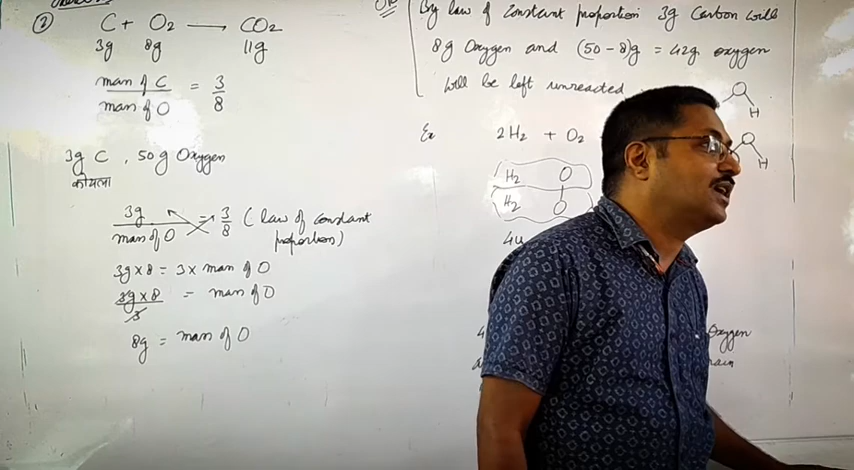 ②
C + O₂ → CO₂
3g 8g 11g
mass of C / mass of O = 3/8
3g C , 50g Oxygen
कोयला
3g / mass of O = 3/8 ( law of constant proportion)
3g × 8 = 3 × mass of O
3g × 8 / 3 = mass of O
8g = mass of O
By law of constant proportion 3g Carbon will
8g Oxygen and (50 - 8)g = 42g oxygen
will be left unreacted
Ex 2H₂ + O₂
H₂ O
H₂ O
4u
O
H
O
H
Oxygen